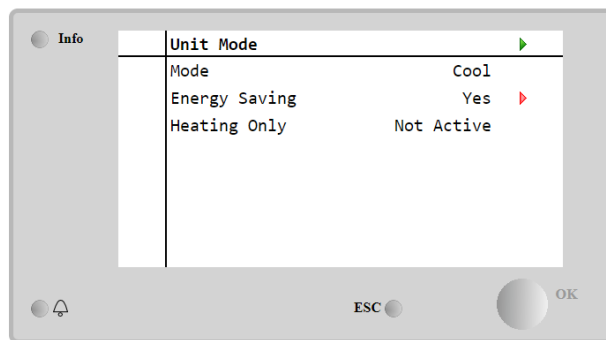 Info
Unit Mode
Mode Cool
Energy Saving Yes
Heating Only Not Active
ESC
OK